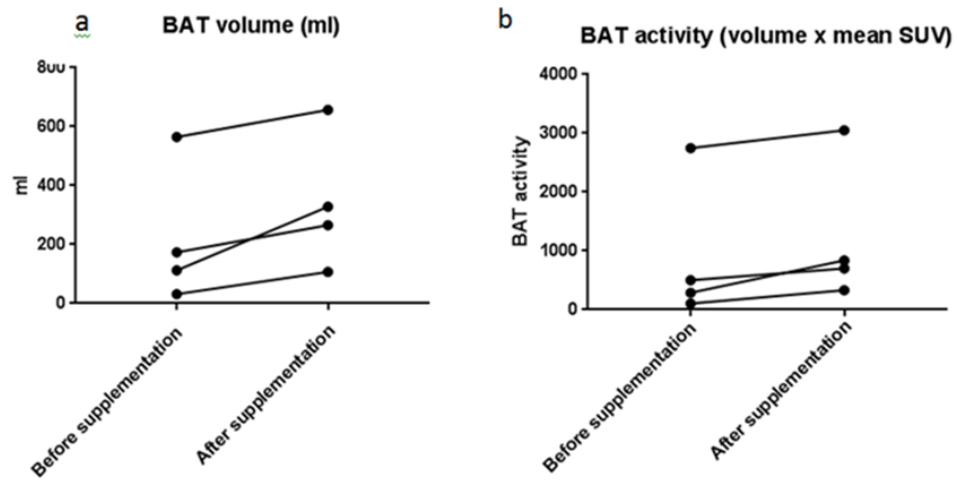 a
BAT volume (ml)
800
600
400
200
0
ml
Before supplementation
After supplementation
b
BAT activity (volume x mean SUV)
4000
3000
2000
1000
0
BAT activity
Before supplementation
After supplementation